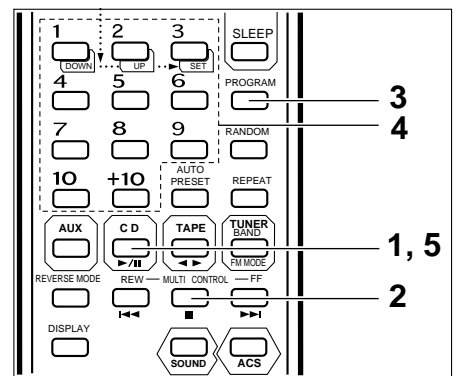 1 2 3 SLEEP
DOWN UP SET
4 5 6 PROGRAM
3
4
7 8 9 RANDOM
10 +10 AUTO PRESET REPEAT
AUX CD TAPE TUNER BAND
►/II ◄ ► FM MODE
1, 5
REVERSE MODE REW MULTI CONTROL FF
I◄◄ ■ ►►I
2
DISPLAY
SOUND ACS